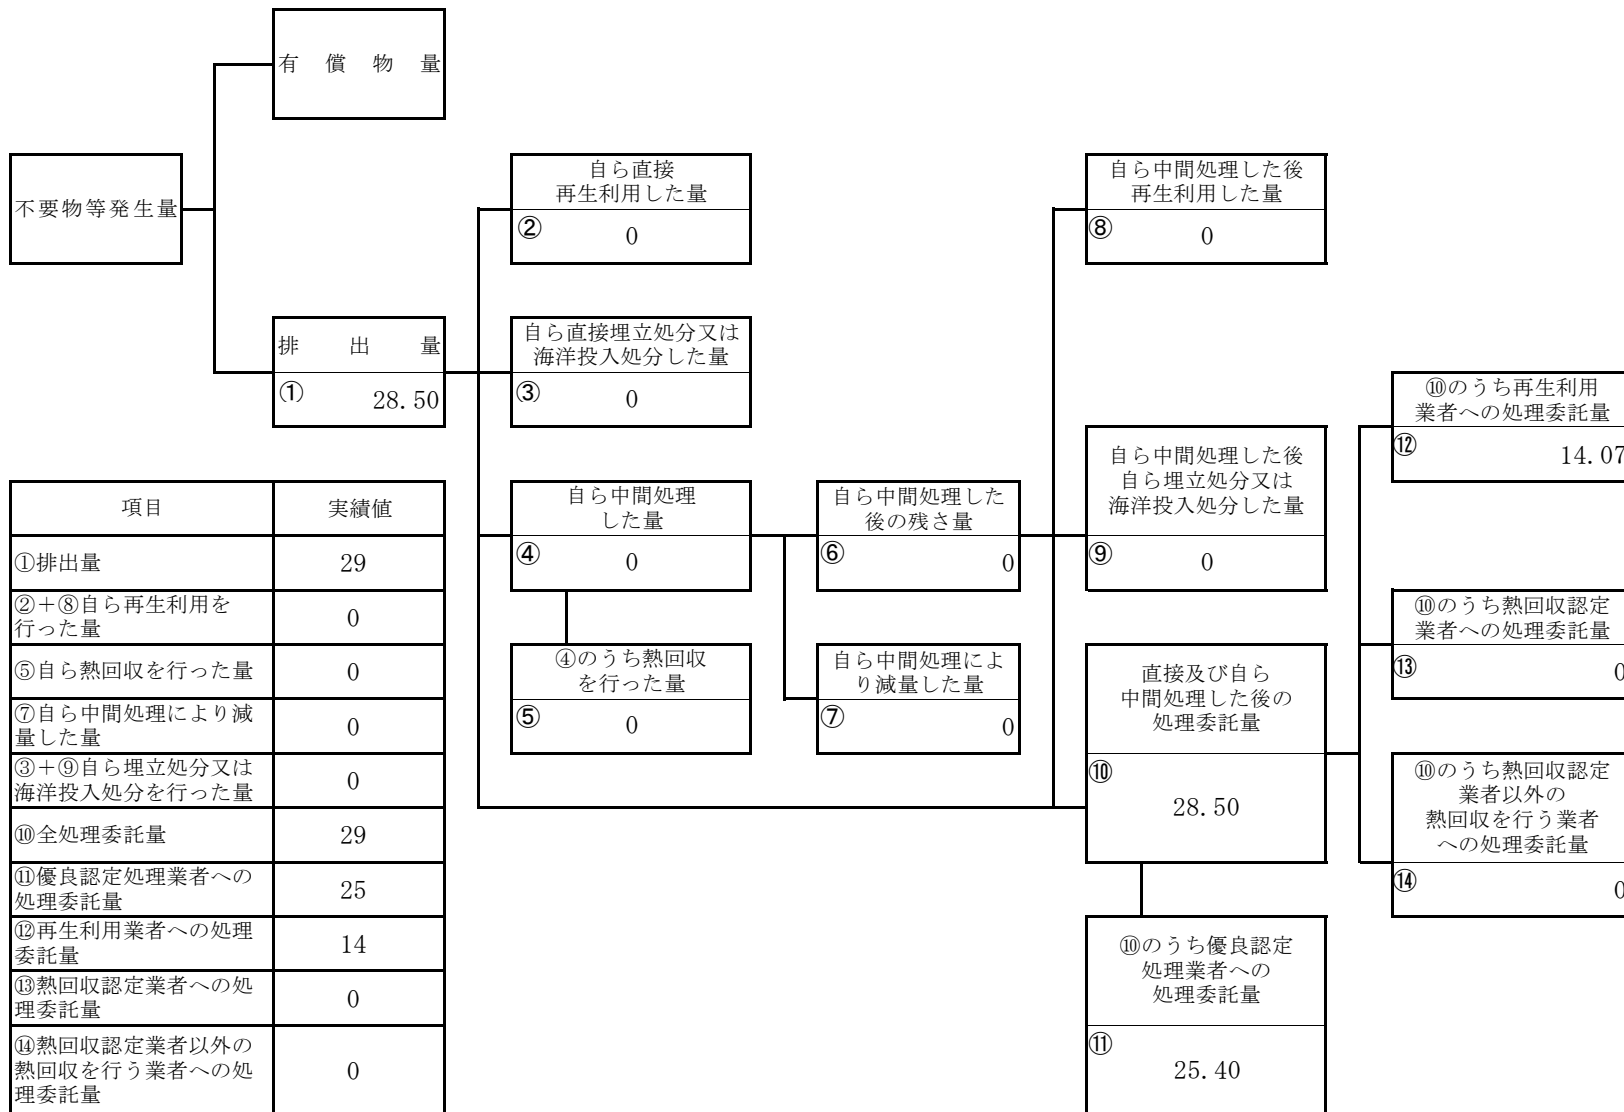 有償物量
不要物等発生量
排出量
①
28.50
自ら直接
再生利用した量
②
0
自ら直接埋立処分又は
海洋投入処分した量
③
0
自ら中間処理
した量
④
0
④のうち熱回収
を行った量
⑤
0
自ら中間処理した
後の残さ量
⑥
0
自ら中間処理によ
り減量した量
⑦
0
自ら中間処理した後
再生利用した量
⑧
0
自ら中間処理した後
自ら埋立処分又は
海洋投入処分した量
⑨
0
直接及び自ら
中間処理した後の
処理委託量
⑩
28.50
⑩のうち優良認定
処理業者への
処理委託量
⑪
25.40
⑩のうち再生利用
業者への処理委託量
⑫
14.07
⑩のうち熱回収認定
業者への処理委託量
⑬
0
⑩のうち熱回収認定
業者以外の
熱回収を行う業者
への処理委託量
⑭
0
項目 実績値
①排出量 29
②+⑧自ら再生利用を
行った量 0
⑤自ら熱回収を行った量 0
⑦自ら中間処理により減
量した量 0
③+⑨自ら埋立処分又は
海洋投入処分を行った量 0
⑩全処理委託量 29
⑪優良認定処理業者への
処理委託量 25
⑫再生利用業者への処理
委託量 14
⑬熱回収認定業者への処
理委託量 0
⑭熱回収認定業者以外の
熱回収を行う業者への処
理委託量 0